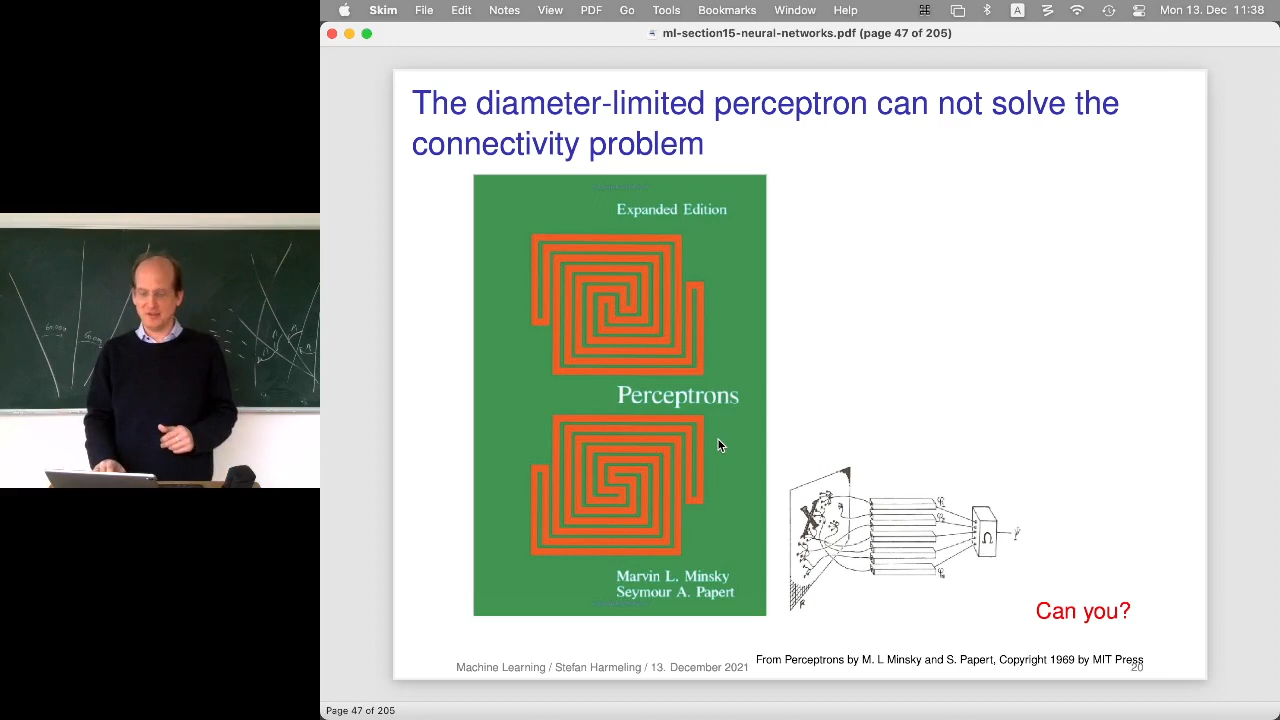 Skim File Edit Notes View PDF Go Tools Bookmarks Window Help A Mon 13. Dec 11:38
ml-section15-neural-networks.pdf (page 47 of 205)
The diameter-limited perceptron can not solve the
connectivity problem
Expanded Edition
Perceptrons
Marvin L. Minsky
Seymour A. Papert
Ω
Can you?
From Perceptrons by M. L Minsky and S. Papert, Copyright 1969 by MIT Press
Machine Learning / Stefan Harmeling / 13. December 2021
20
Page 47 of 205